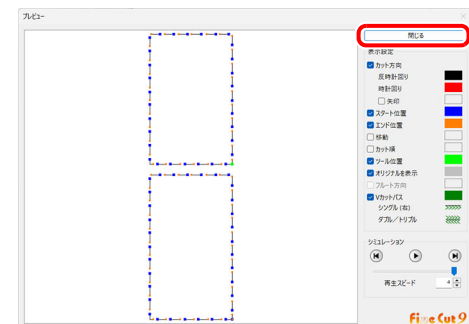 プレビュー
閉じる
表示設定
カット方向
反時計回り
時計回り
矢印
スタート位置
エンド位置
移動
カット順
ツール位置
オリジナルを表示
フルート方向
Vカットパス
シングル (右)
ダブル／トリプル
シミュレーション
再生スピード 4
FineCut9